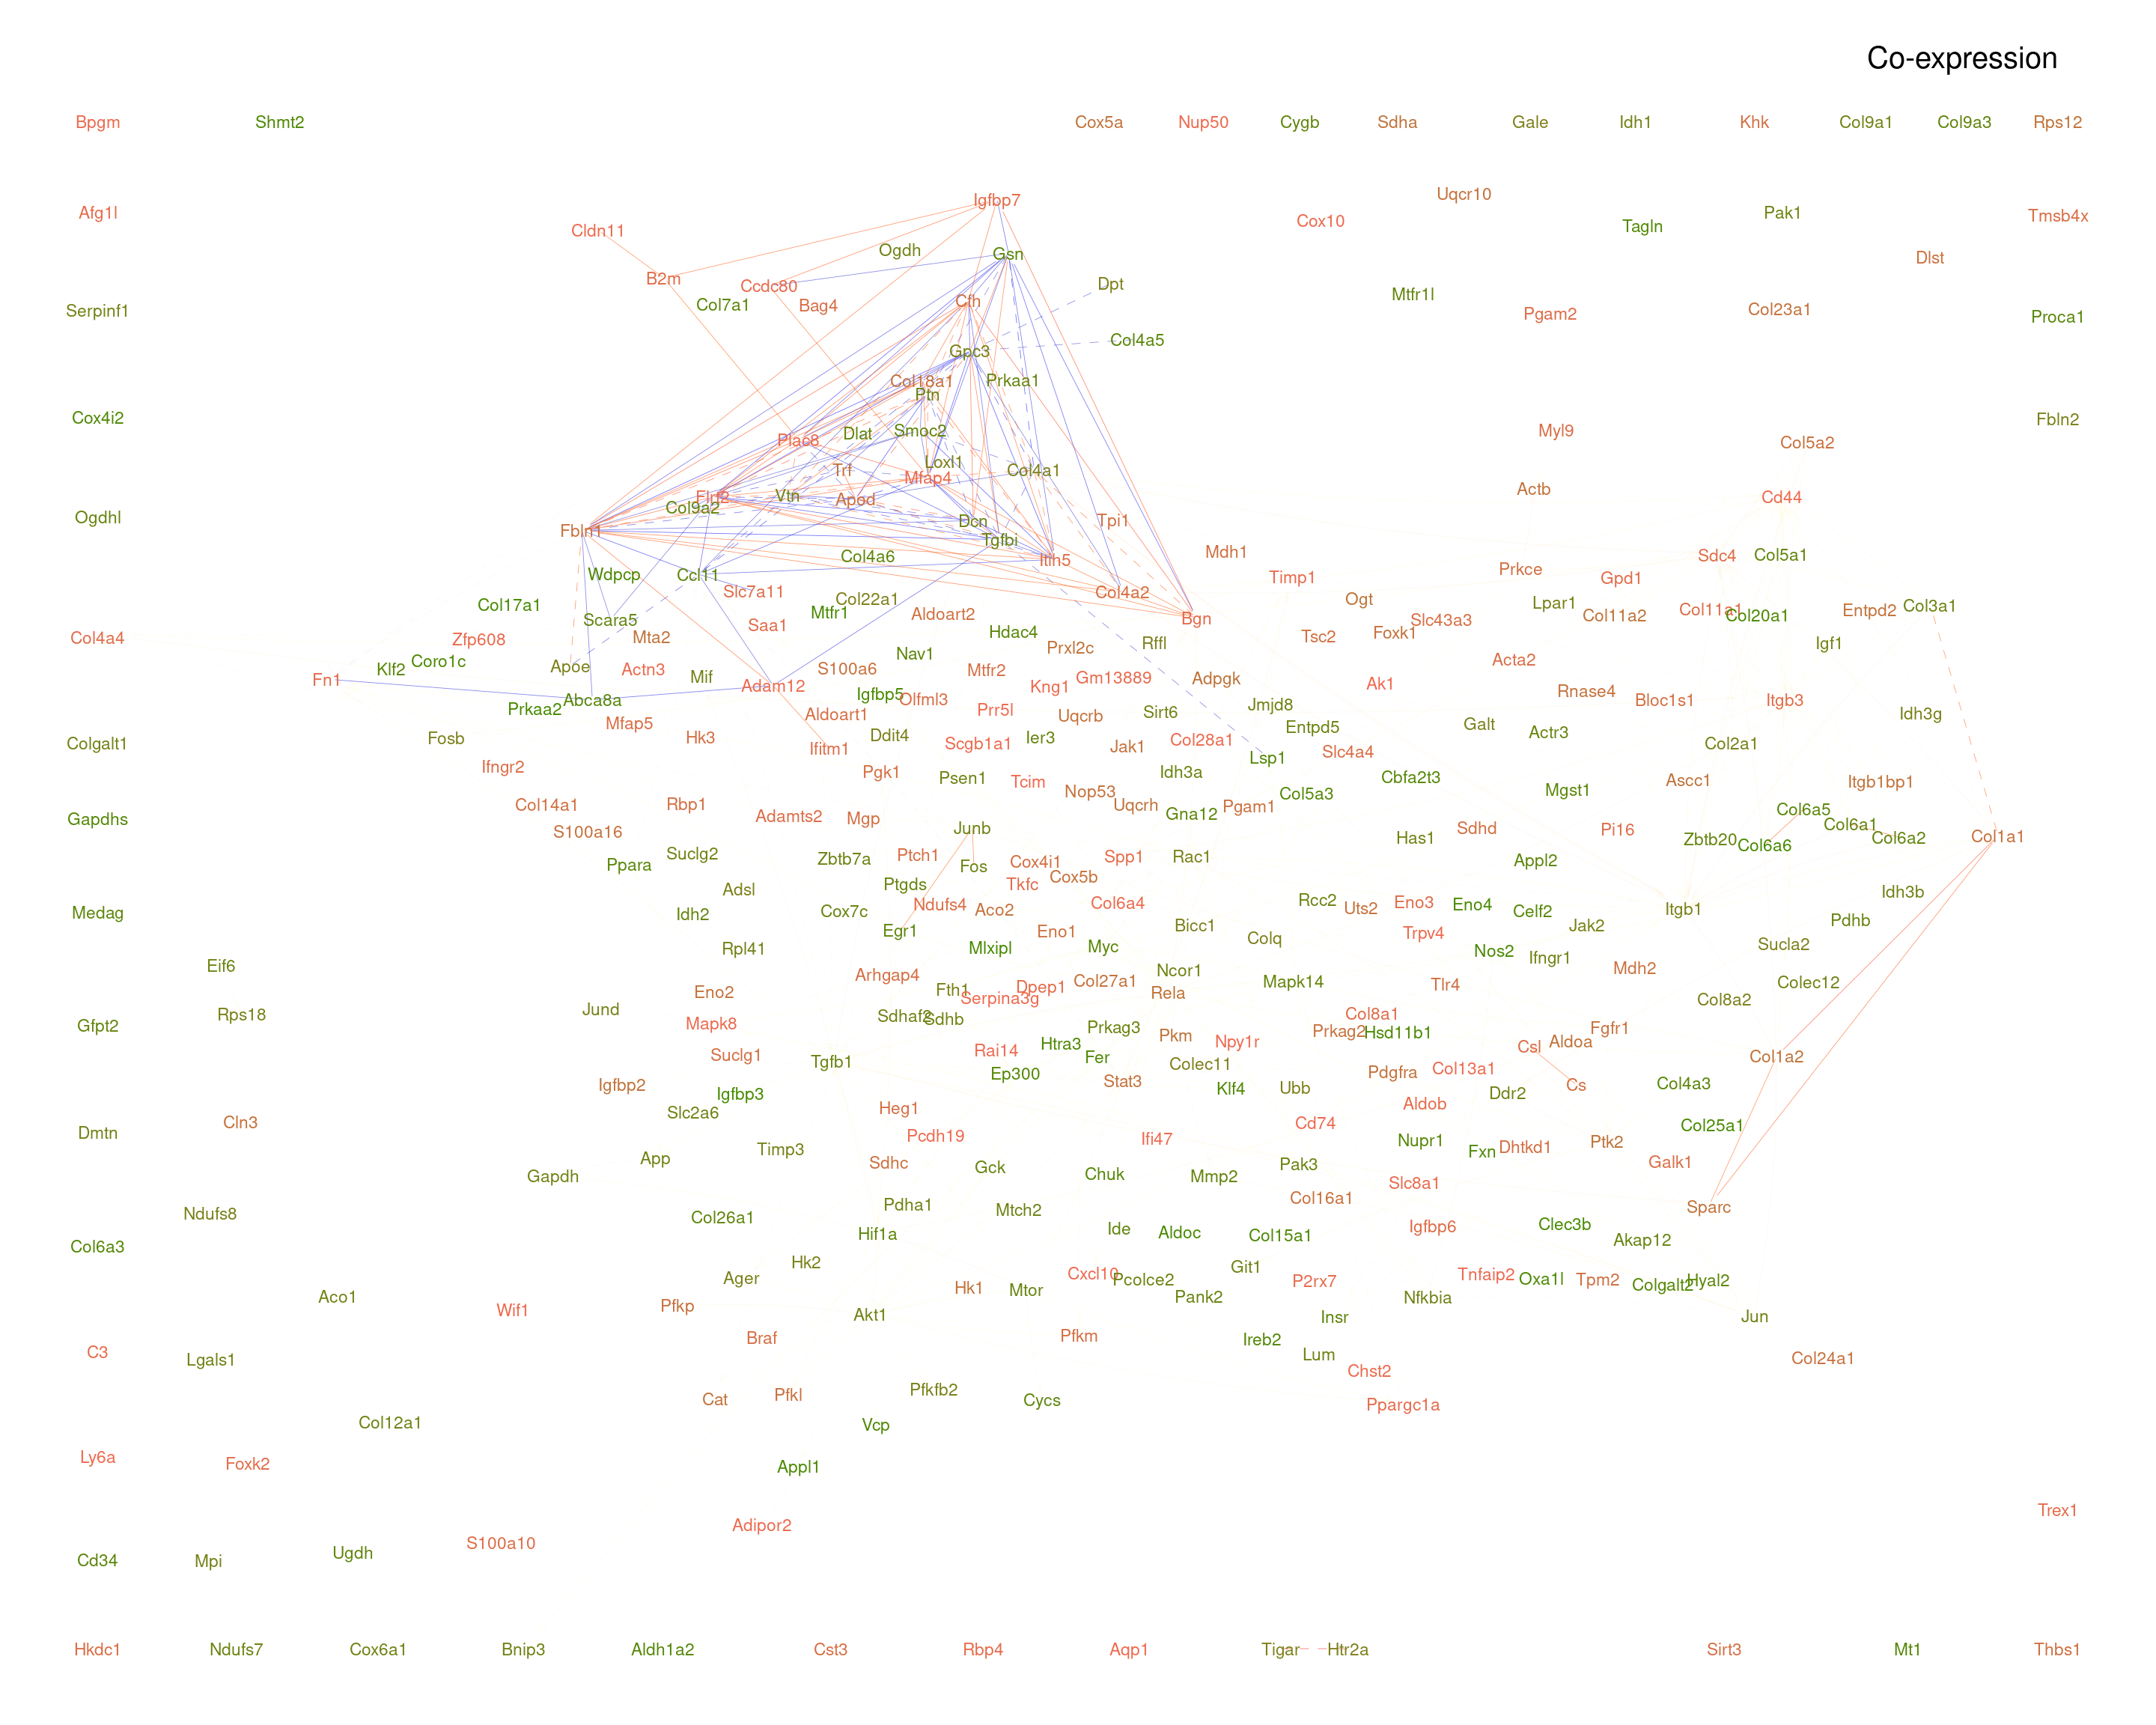 Co-expression
Bpgm Shmt2 Cox5a Nup50 Cygb Sdha Gale Idh1 Khk Col9a1 Col9a3 Rps12
Uqcr10
Igfbp7
Afg1l Pak1 Tmsb4x
Cldn11 Cox10 Tagln
Ogdh Gsn Dlst
B2m Ccdc80 Dpt
Col7a1 Bag4 Cfh Mtfr1l
Serpinf1 Pgam2 Col23a1 Proca1
Col4a5
Gpc3
Col18a1 Prkaa1
Ptn
Cox4i2 Fbln2
Plac8 Dlat Smoc2 Myl9 Col5a2
Trf Loxl1 Col4a1
Mfap4
Flrt2 Vtn Apod Actb Cd44
Col9a2
Ogdhl Fbln1 Dcn Tpi1
Tgfbi
Col4a6 Itih5 Mdh1 Sdc4 Col5a1
Wdpcp Ccl11 Timp1 Prkce Gpd1
Slc7a11 Col22a1 Col4a2 Ogt
Col17a1 Scara5 Mtfr1 Aldoart2 Bgn Slc43a3 Lpar1 Col11a2 Col11a1 Col20a1 Entpd2 Col3a1
Col4a4 Zfp608 Mta2 Saa1 Hdac4 Prxl2c Rffl Tsc2 Foxk1 Igf1
Klf2 Coro1c Apoe Actn3 Mif S100a6 Nav1 Mtfr2 Acta2
Fn1 Adam12 Kng1 Gm13889 Adpgk Ak1 Rnase4
Prkaa2 Abca8a Igfbp5 Olfml3 Prr5l Jmjd8 Bloc1s1 Itgb3
Mfap5 Aldoart1 Uqcrb Sirt6 Entpd5 Galt Idh3g
Colgalt1 Fosb Hk3 Ifitm1 Ddit4 Scgb1a1 Ier3 Jak1 Col28a1 Slc4a4 Actr3 Col2a1
Ifngr2 Pgk1 Psen1 Tcim Idh3a Lsp1 Cbfa2t3 Ascc1 Itgb1bp1
Col14a1 Rbp1 Nop53 Uqcrh Pgam1 Col5a3 Mgst1
Gapdhs S100a16 Adamts2 Mgp Junb Gna12 Has1 Sdhd Pi16 Zbtb20 Col6a5 Col6a1 Col6a2 Col1a1
Ppara Suclg2 Zbtb7a Ptch1 Fos Cox4i1 Spp1 Rac1 Appl2 Col6a6
Adsl Ptgds Tkfc Cox5b Idh3b
Medag Idh2 Cox7c Ndufs4 Aco2 Col6a4 Rcc2 Uts2 Eno3 Eno4 Celf2 Jak2 Itgb1 Pdhb
Egr1 Eno1 Bicc1 Colq Trpv4
Rpl41 Mlxipl Myc Nos2 Ifngr1 Sucla2
Eif6 Arhgap4 Dpep1 Col27a1 Ncor1 Mapk14 Tlr4 Mdh2 Colec12
Eno2 Fth1 Serpina3g Rela Col8a2
Gfpt2 Rps18 Jund Mapk8 Sdhaf2 Sdhb Prkag3 Pkm Npy1r Col8a1 Prkag2 Hsd11b1 Fgfr1
Suclg1 Tgfb1 Rai14 Htra3 Fer Colec11 Csl Aldoa Col1a2
Igfbp2 Igfbp3 Ep300 Stat3 Klf4 Ubb Pdgfra Col13a1 Ddr2 Cs Col4a3
Dmtn Cln3 Slc2a6 Heg1 Cd74 Aldob Col25a1
App Timp3 Pcdh19 Ifi47 Nupr1 Fxn Dhtkd1 Ptk2
Gapdh Sdhc Gck Chuk Mmp2 Pak3 Slc8a1 Galk1
Ndufs8 Col26a1 Pdha1 Mtch2 Col16a1 Sparc
Col6a3 Hif1a Ide Aldoc Col15a1 Igfbp6 Clec3b Akap12
Hk2 Ager Cxcl10 Pcolce2 Git1 P2rx7 Tnfaip2 Oxa1l Tpm2 Colgalt2 Hyal2
Aco1 Wif1 Pfkp Akt1 Hk1 Mtor Pank2 Insr Nfkbia Jun
C3 Lgals1 Braf Pfkm Ireb2 Lum Chst2 Col24a1
Col12a1 Cat Pfkl Pfkfb2 Cycs Ppargc1a
Vcp
Ly6a Foxk2 Appl1
Adipor2 Trex1
Cd34 Mpi Ugdh S100a10
Hkdc1 Ndufs7 Cox6a1 Bnip3 Aldh1a2 Cst3 Rbp4 Aqp1 Tigar Htr2a Sirt3 Mt1 Thbs1